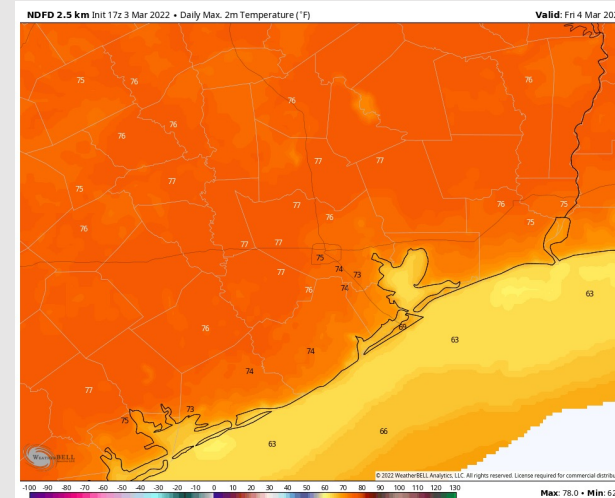 NDFD 2.5 km Init 17z 3 Mar 2022 • Daily Max. 2m Temperature (°F)
Valid: Fri 4 Mar 202
75 76 76
76 76 76
77 77
75 77
77 76 76 75 75
76
77 77
75 74 73
77 74
76 63
69
76 63
74
74
77 73
75
63 66
WeatherBELL
© 2022 WeatherBELL Analytics, LLC. All rights reserved. License required for commercial distribu
-100 -90 -80 -70 -60 -50 -40 -30 -20 -10 0 10 20 30 40 50 60 70 80 90 100 110 120 130
Max: 78.0 • Min: 62